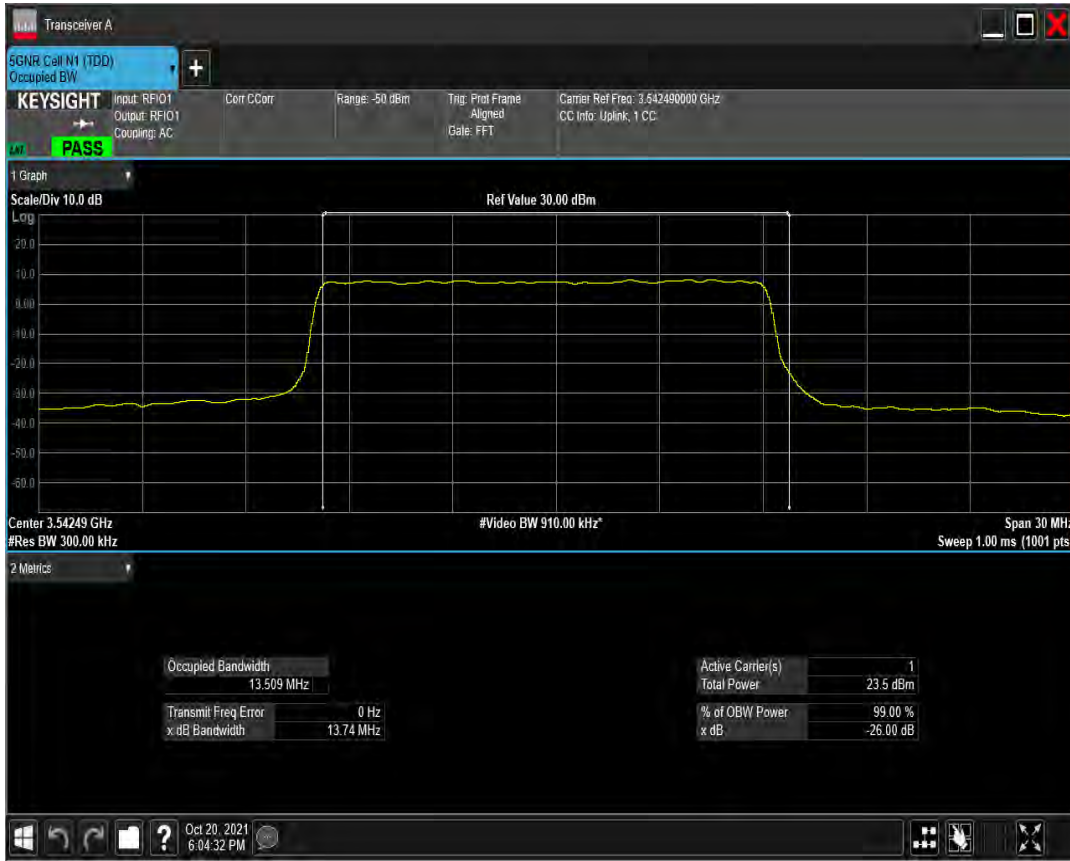 Transceiver A
5GNR Cell N1 (TDD)
Occupied BW
+
KEYSIGHT
Input: RFIO1
Output: RFIO1
Coupling: AC
Corr CCorr
Range: -50 dBm
Trig: Prot Frame
Aligned
Gate: FFT
Carrier Ref Freq: 3.542490000 GHz
CC Info: Uplink, 1 CC
PASS
1 Graph
Scale/Div 10.0 dB
Ref Value 30.00 dBm
Log
20.0
10.0
0.00
-10.0
-20.0
-30.0
-40.0
-50.0
-60.0
Center 3.54249 GHz
#Video BW 910.00 kHz*
Span 30 MHz
#Res BW 300.00 kHz
Sweep 1.00 ms (1001 pts
2 Metrics
Occupied Bandwidth
13.509 MHz
Transmit Freq Error 0 Hz
x dB Bandwidth 13.74 MHz
Active Carrier(s) 1
Total Power 23.5 dBm
% of OBW Power 99.00 %
x dB -26.00 dB
?
Oct 20, 2021
6:04:32 PM